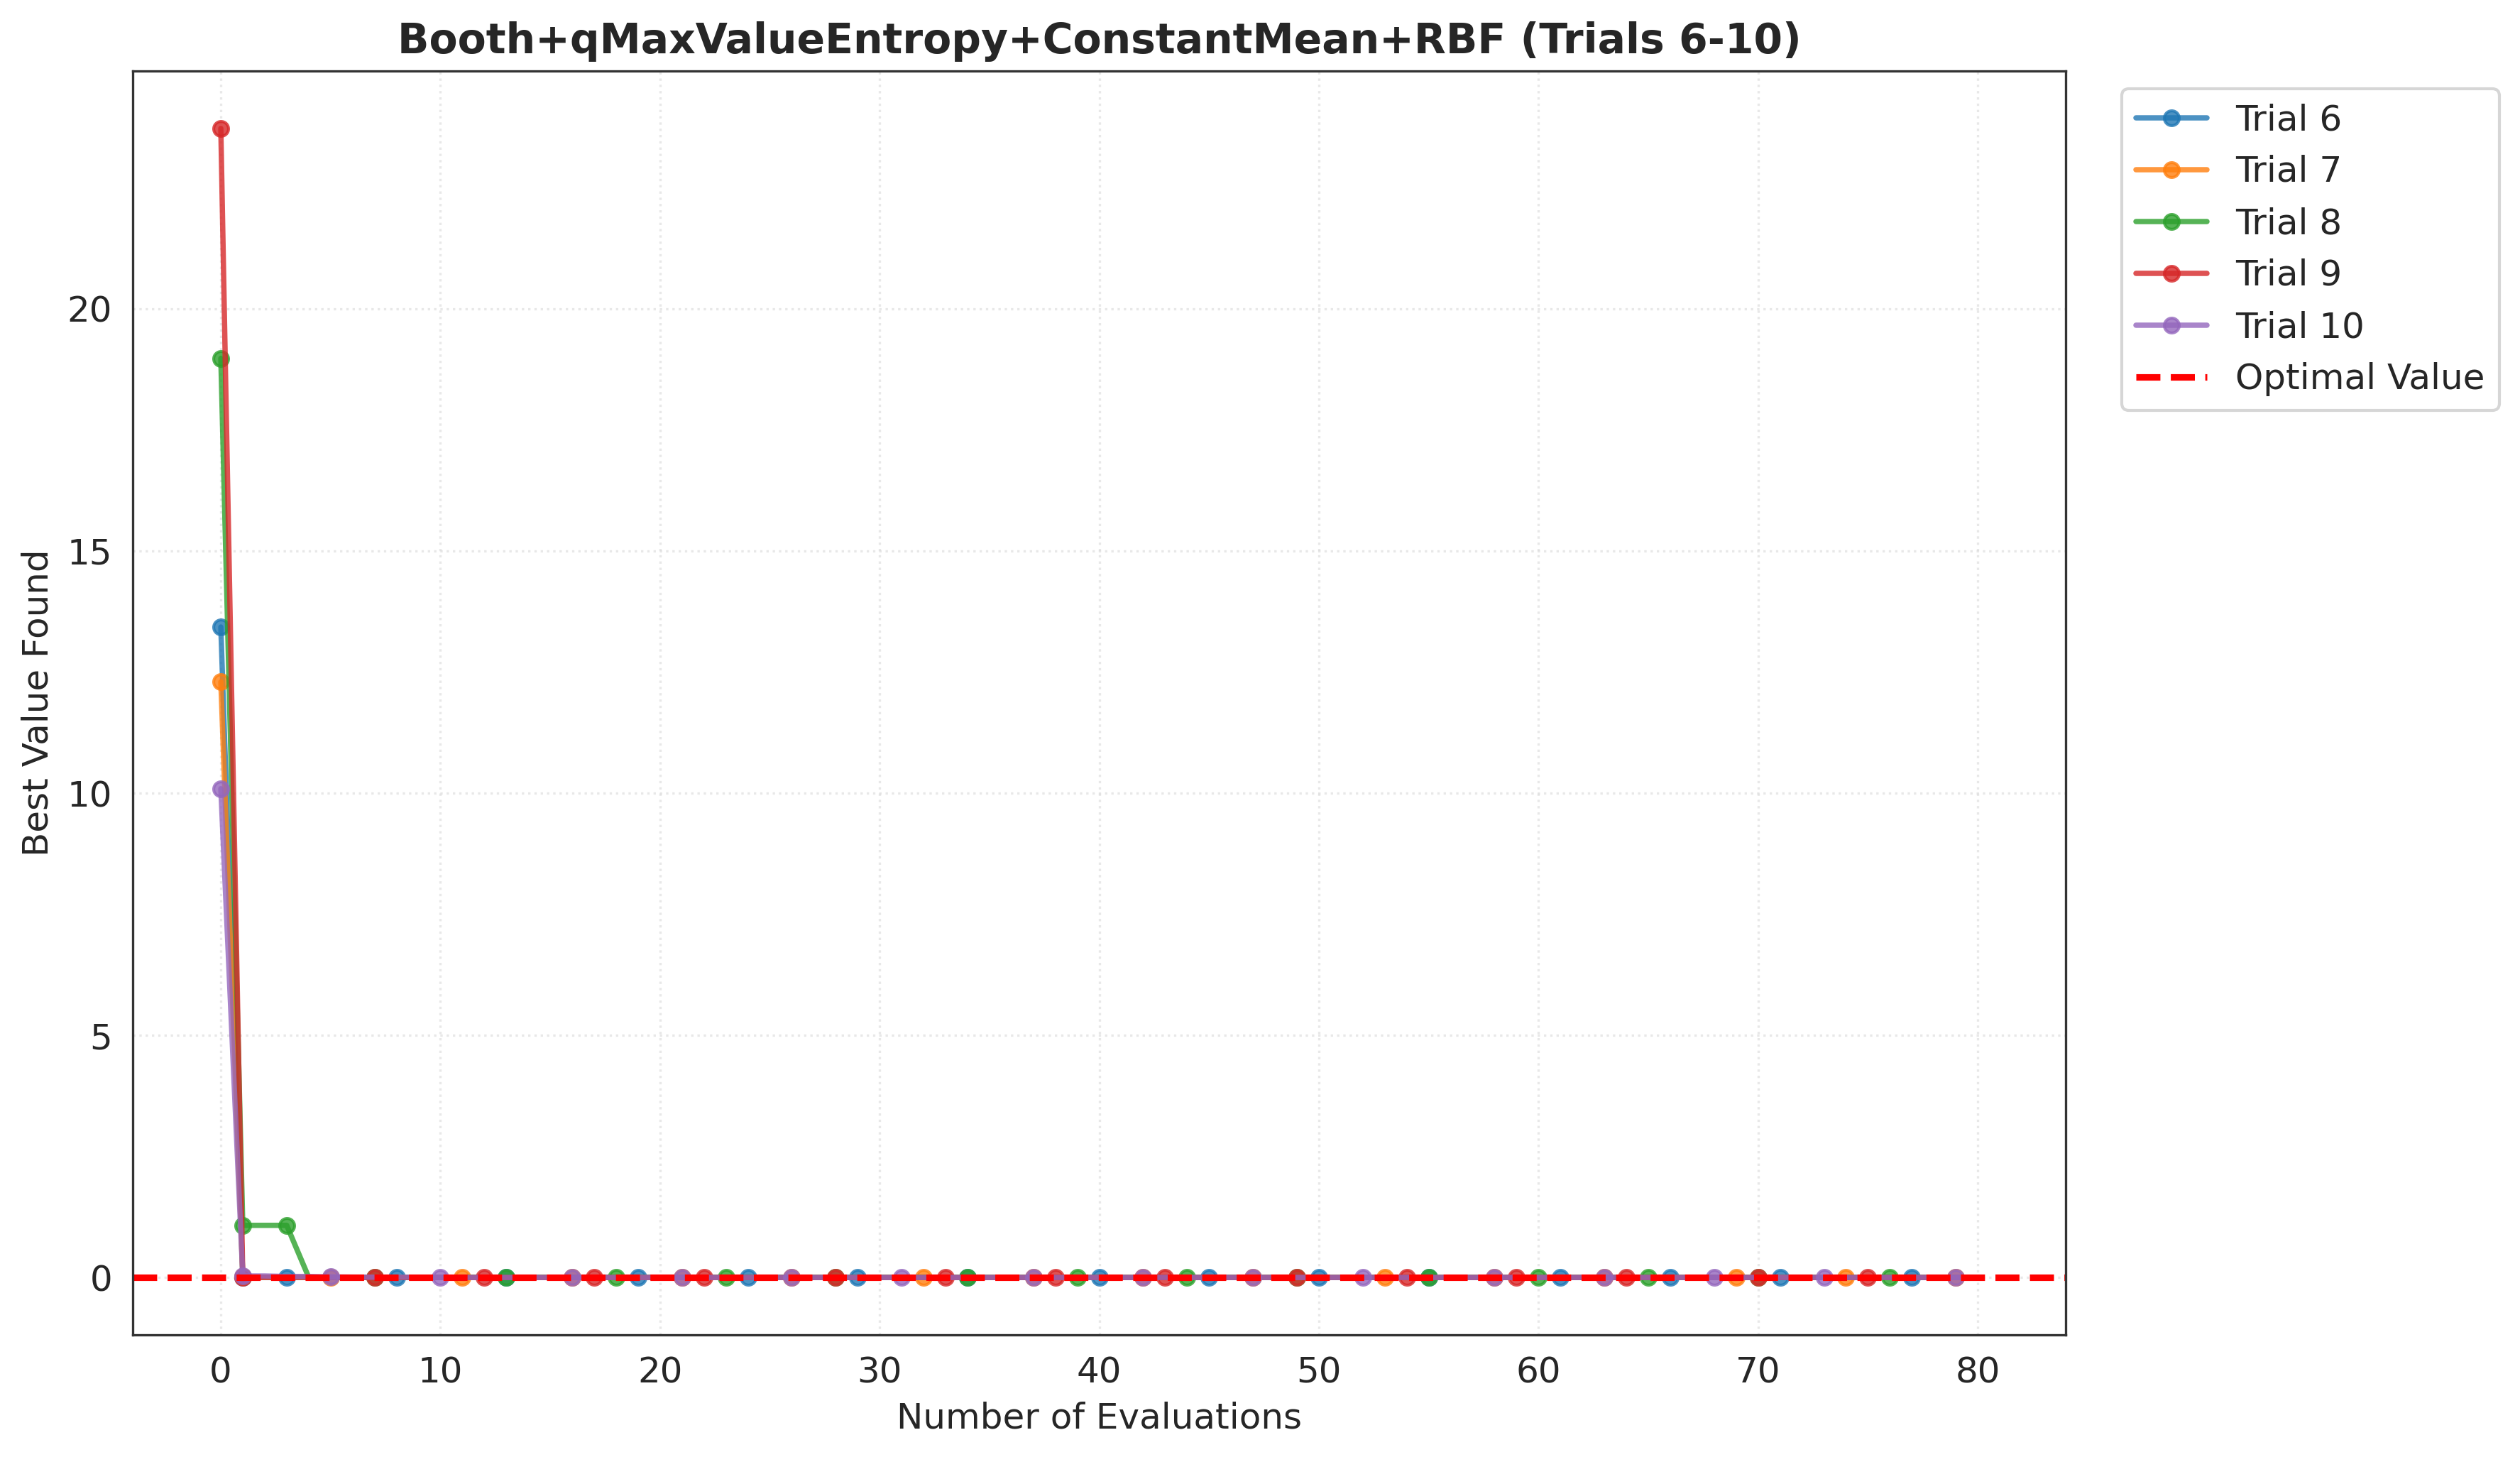 Booth+qMaxValueEntropy+ConstantMean+RBF (Trials 6-10)
Trial 6
Trial 7
Trial 8
Trial 9
Trial 10
Optimal Value
Best Value Found
20
15
10
5
0
0 10 20 30 40 50 60 70 80
Number of Evaluations